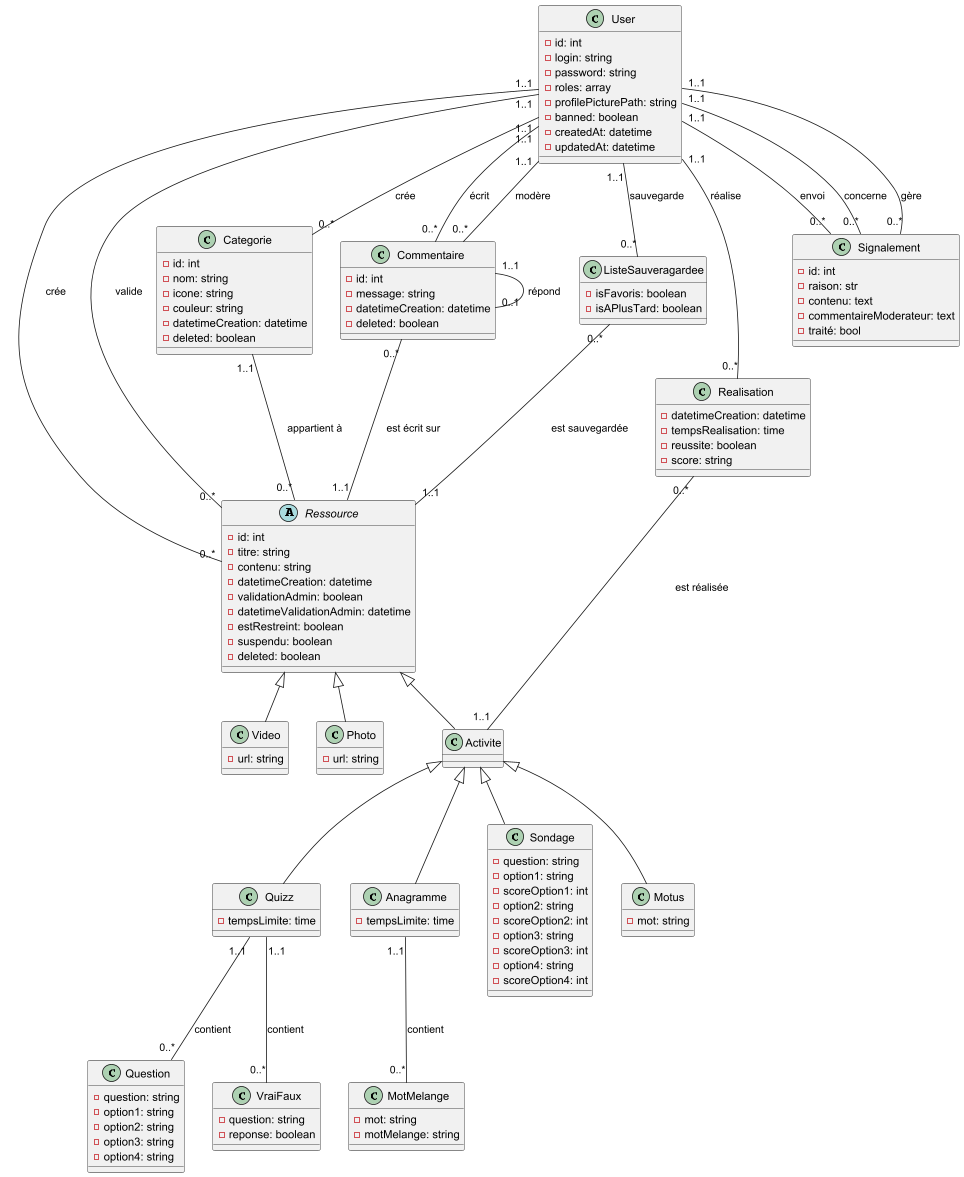 C User
id: int
login: string
password: string
roles: array
profilePicturePath: string
banned: boolean
createdAt: datetime
updatedAt: datetime
1..1
1..1
1..1
1..1
1..1
1..1
1..1
1..1
1..1
1..1
crée
écrit
modère
sauvegarde
réalise
envoi
concerne
gère
0..*
0..*
0..*
0..*
0..*
0..*
0..*
C Categorie
id: int
nom: string
icone: string
couleur: string
datetimeCreation: datetime
deleted: boolean
C Commentaire
id: int
message: string
datetimeCreation: datetime
deleted: boolean
1..1
répond
0..1
C ListeSauveragardee
isFavoris: boolean
isAPlusTard: boolean
C Signalement
id: int
raison: str
contenu: text
commentaireModerateur: text
traité: bool
crée
valide
1..1
0..*
0..*
0..*
C Realisation
datetimeCreation: datetime
tempsRealisation: time
reussite: boolean
score: string
appartient à
est écrit sur
est sauvegardée
0..*
0..*
0..*
1..1
1..1
0..*
A Ressource
id: int
titre: string
contenu: string
datetimeCreation: datetime
validationAdmin: boolean
datetimeValidationAdmin: datetime
estRestreint: boolean
suspendu: boolean
deleted: boolean
est réalisée
1..1
C Video
url: string
C Photo
url: string
C Activite
C Quizz
tempsLimite: time
C Anagramme
tempsLimite: time
C Sondage
question: string
option1: string
scoreOption1: int
option2: string
scoreOption2: int
option3: string
scoreOption3: int
option4: string
scoreOption4: int
C Motus
mot: string
1..1
1..1
1..1
contient
contient
contient
0..*
0..*
0..*
C Question
question: string
option1: string
option2: string
option3: string
option4: string
C VraiFaux
question: string
reponse: boolean
C MotMelange
mot: string
motMelange: string